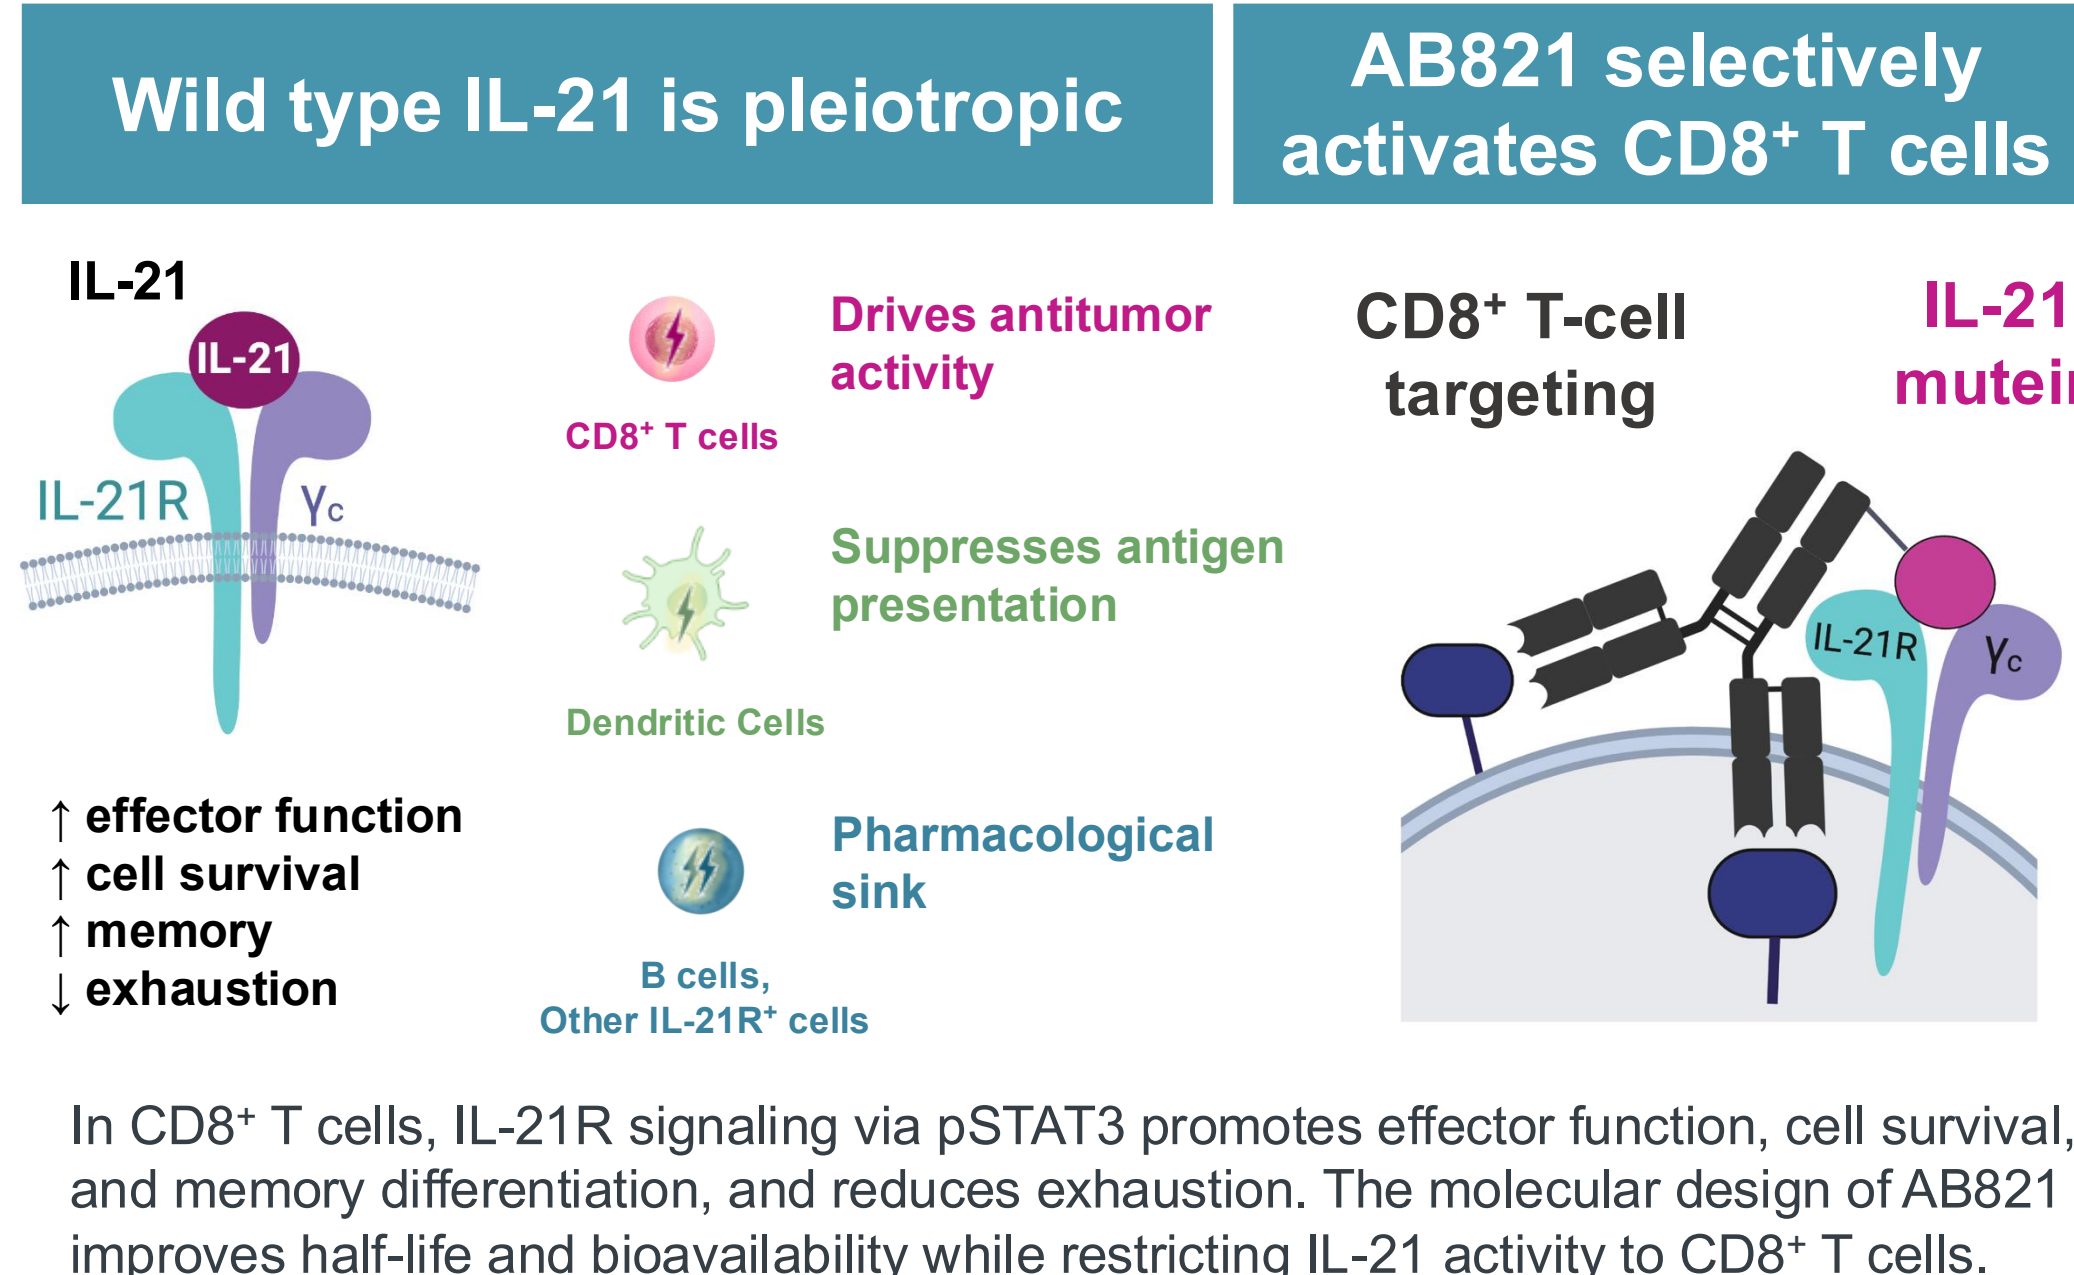 Wild type IL-21 is pleiotropic
AB821 selectively
activates CD8⁺ T cells
IL-21
IL-21
IL-21R
γc
↑ effector function
↑ cell survival
↑ memory
↓ exhaustion
CD8⁺ T cells
Drives antitumor
activity
Dendritic Cells
Suppresses antigen
presentation
B cells,
Other IL-21R⁺ cells
Pharmacological
sink
CD8⁺ T-cell
targeting
IL-21
mutein
IL-21R
γc
In CD8⁺ T cells, IL-21R signaling via pSTAT3 promotes effector function, cell survival,
and memory differentiation, and reduces exhaustion. The molecular design of AB821
improves half-life and bioavailability while restricting IL-21 activity to CD8⁺ T cells.